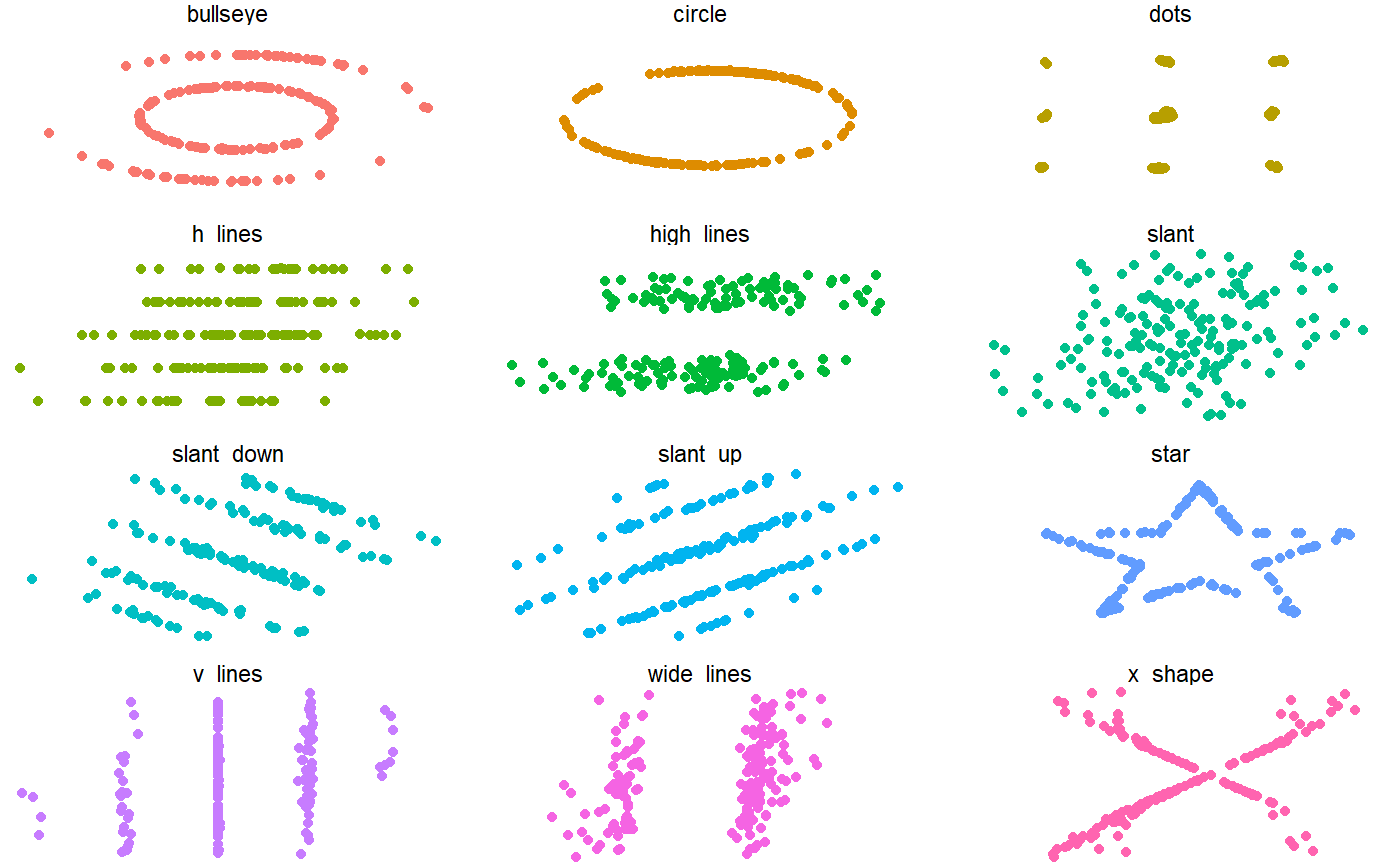 bullseye
circle
dots
h lines
high lines
slant
slant down
slant up
star
v lines
wide lines
x shape